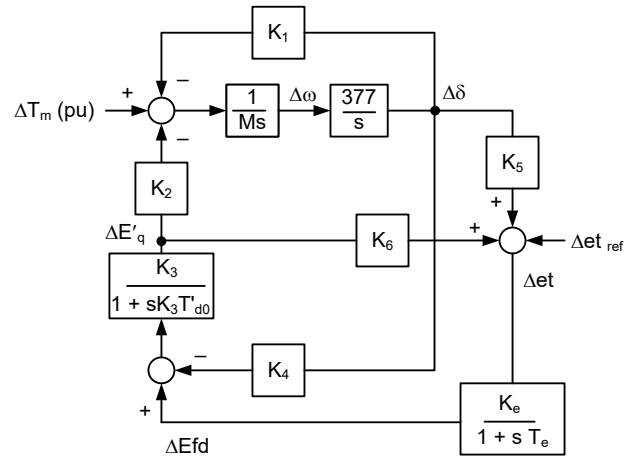 K1
ΔTm (pu)
+
–
1
Ms
Δω
377
s
Δδ
–
K2
K5
+
ΔE′q
K6
+
Δet ref
Δet
K3
1 + sK3T'd0
–
K4
+
ΔEfd
Ke
1 + s Te